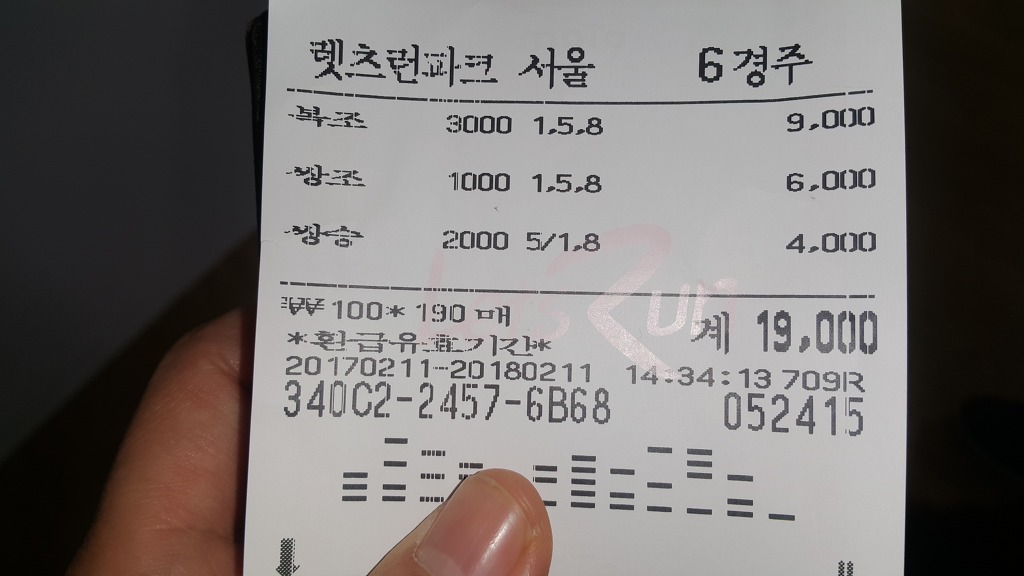 렛츠런파크 서울 6경주
복조 3000 1,5,8 9,000
쌍조 1000 1,5,8 6,000
쌍승 2000 5/1,8 4,000
Let's Run
₩100* 190 매 계 19,000
*환급유효기간*
20170211-20180211 14:34:13 709R
340C2-2457-6B68 052415